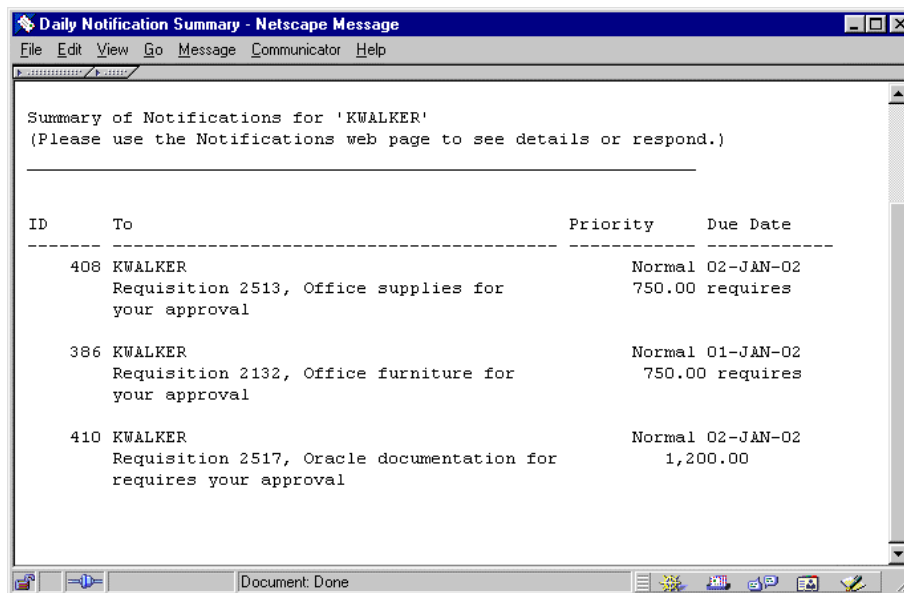 Daily Notification Summary - Netscape Message
File Edit View Go Message Communicator Help
Summary of Notifications for 'KWALKER'
(Please use the Notifications web page to see details or respond.)
ID To Priority Due Date
-------- ------------------------------------------ ------------ ------------
408 KWALKER Normal 02-JAN-02
Requisition 2513, Office supplies for 750.00 requires
your approval
386 KWALKER Normal 01-JAN-02
Requisition 2132, Office furniture for 750.00 requires
your approval
410 KWALKER Normal 02-JAN-02
Requisition 2517, Oracle documentation for 1,200.00
requires your approval
Document: Done